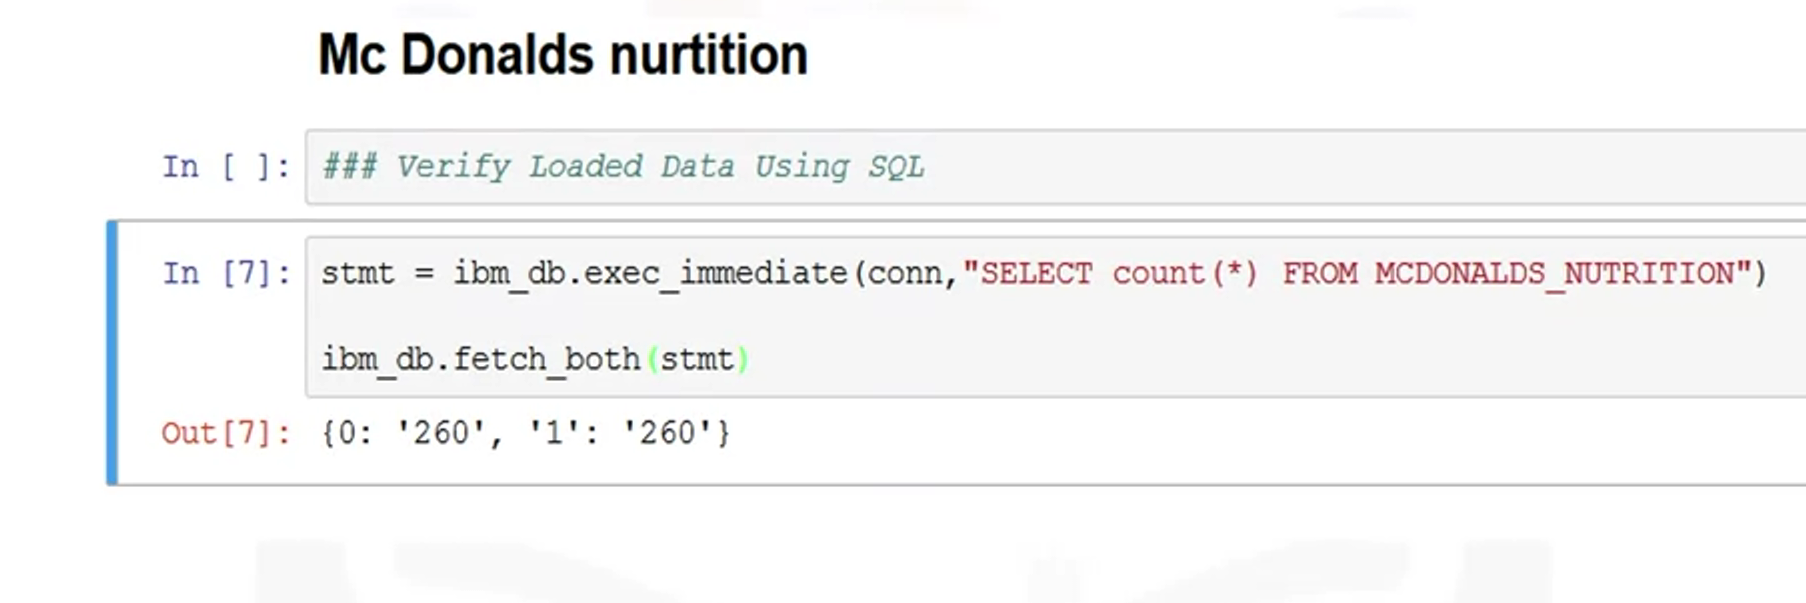 Mc Donalds nurtition
In [ ]: ### Verify Loaded Data Using SQL
In [7]: stmt = ibm_db.exec_immediate(conn,"SELECT count(*) FROM MCDONALDS_NUTRITION")
ibm_db.fetch_both(stmt)
Out[7]: {0: '260', '1': '260'}